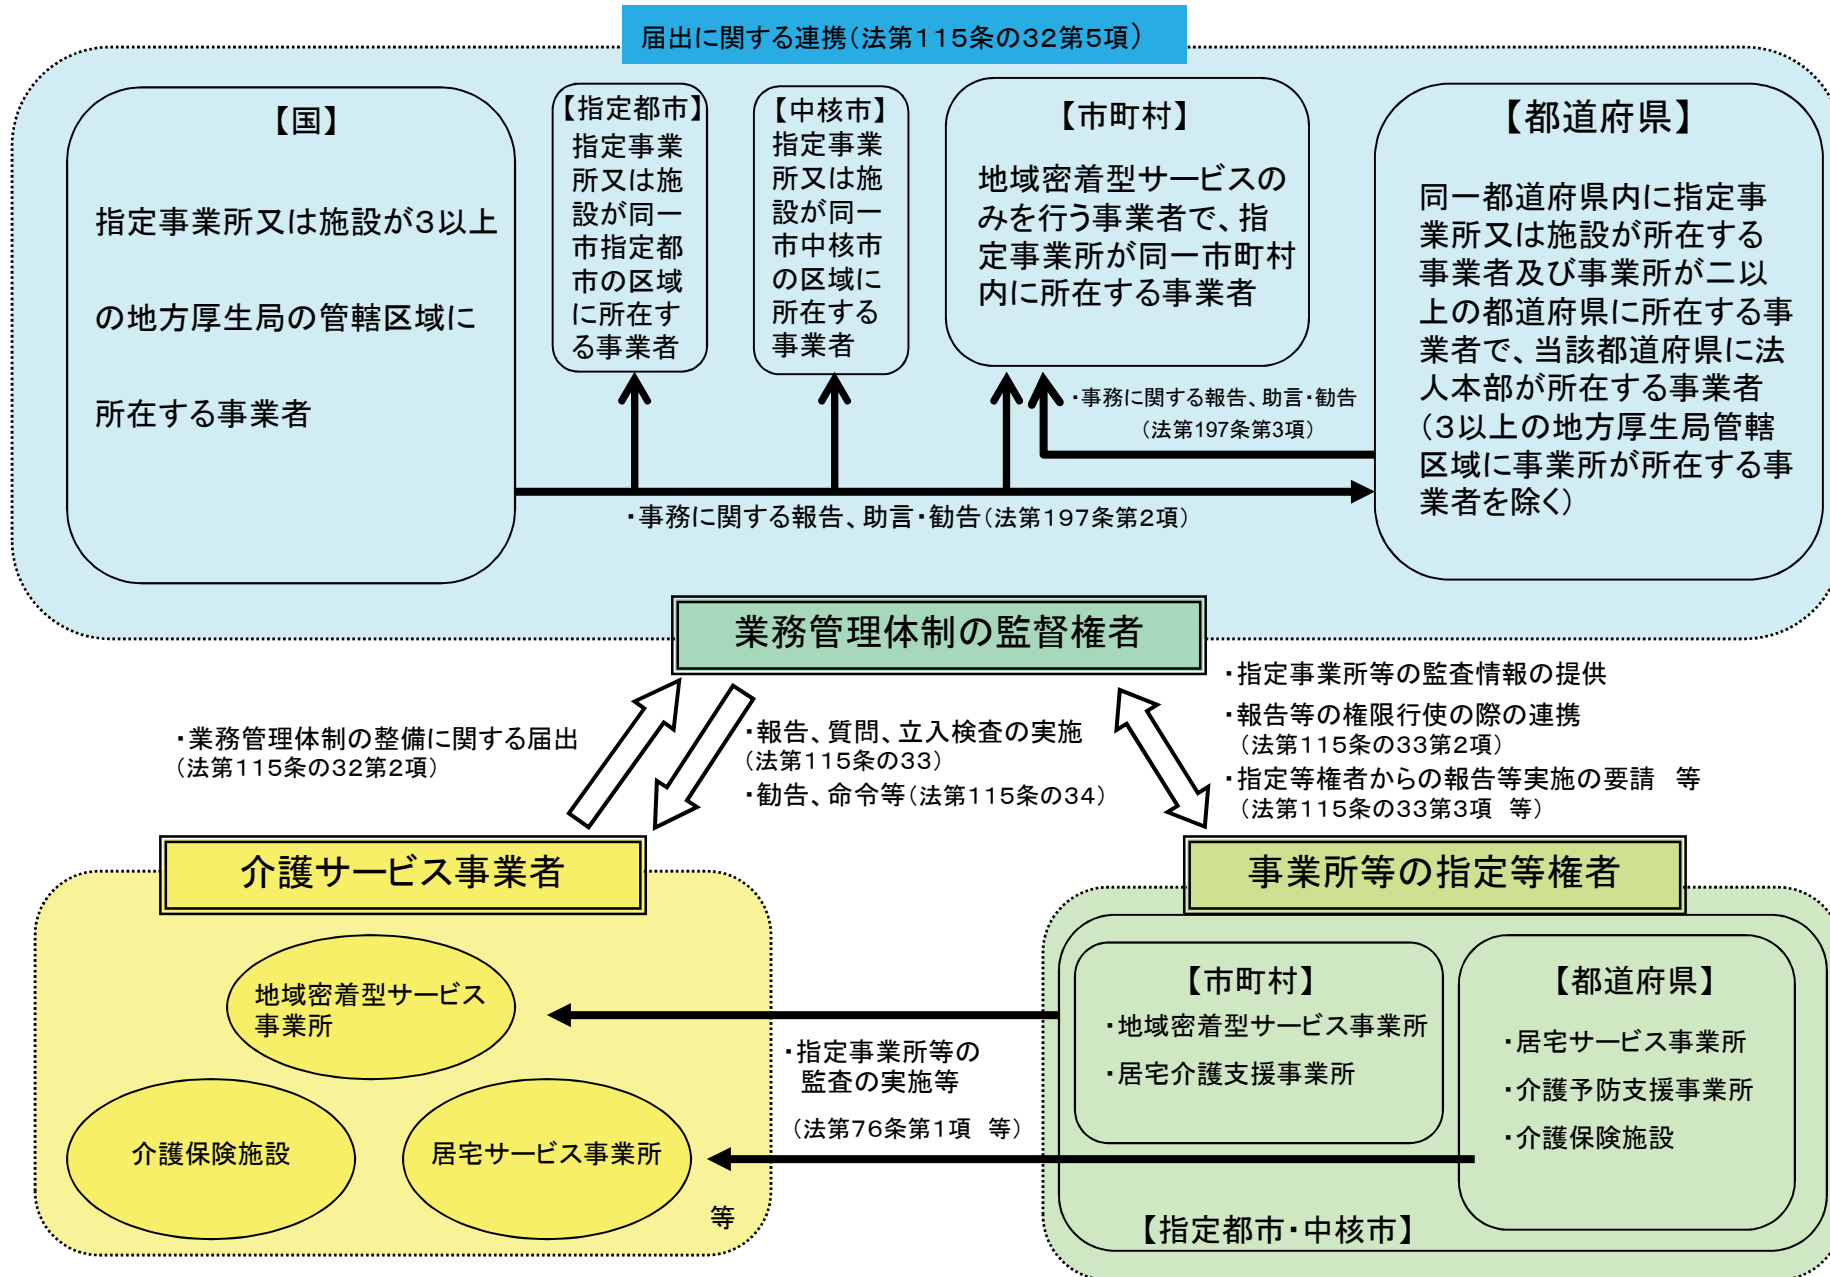 届出に関する連携（法第１１５条の３２第５項）
【国】
指定事業所又は施設が３以上
の地方厚生局の管轄区域に
所在する事業者
【指定都市】
指定事業
所又は施
設が同一
市指定都
市の区域
に所在す
る事業者
【中核市】
指定事業
所又は施
設が同一
市中核市
の区域に
所在する
事業者
【市町村】
地域密着型サービスの
みを行う事業者で、指
定事業所が同一市町村
内に所在する事業者
【都道府県】
同一都道府県内に指定事
業所又は施設が所在する
事業者及び事業所が二以
上の都道府県に所在する事
業者で、当該都道府県に法
人本部が所在する事業者
（３以上の地方厚生局管轄
区域に事業所が所在する事
業者を除く）
・事務に関する報告、助言・勧告
（法第197条第３項）
・事務に関する報告、助言・勧告（法第１９７条第２項）
業務管理体制の監督権者
・業務管理体制の整備に関する届出
（法第１１５条の３２第２項）
・報告、質問、立入検査の実施
（法第１１５条の３３）
・勧告、命令等（法第１１５条の３４）
・指定事業所等の監査情報の提供
・報告等の権限行使の際の連携
（法第１１５条の３３第２項）
・指定等権者からの報告等実施の要請　等
（法第１１５条の３３第３項　等）
介護サービス事業者
地域密着型サービス
事業所
介護保険施設
居宅サービス事業所
等
・指定事業所等の
監査の実施等
（法第７６条第１項　等）
事業所等の指定等権者
【市町村】
・地域密着型サービス事業所
・居宅介護支援事業所
【都道府県】
・居宅サービス事業所
・介護予防支援事業所
・介護保険施設
【指定都市・中核市】